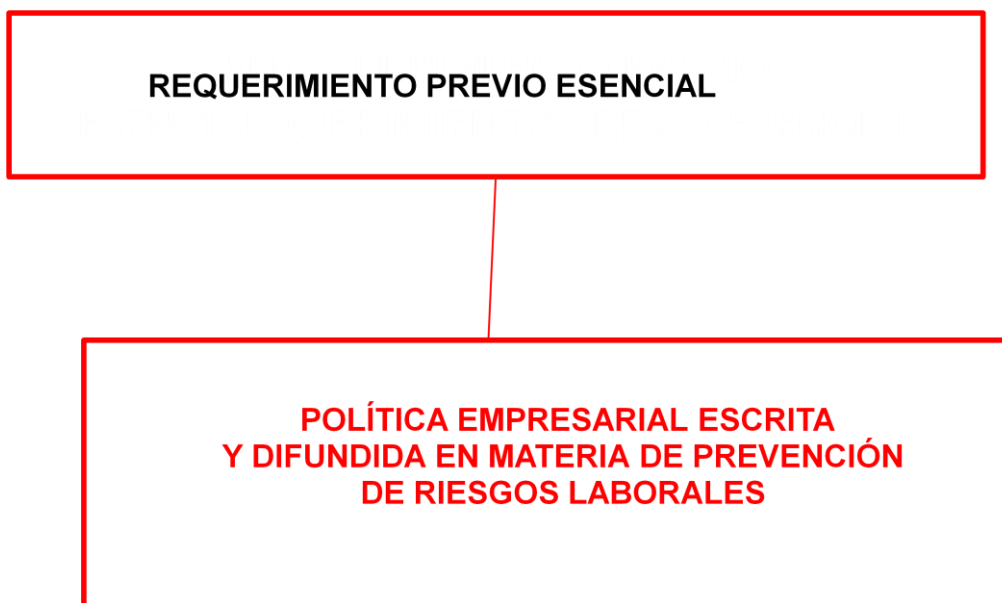 REQUERIMIENTO PREVIO ESENCIAL
POLÍTICA EMPRESARIAL ESCRITA
Y DIFUNDIDA EN MATERIA DE PREVENCIÓN
DE RIESGOS LABORALES